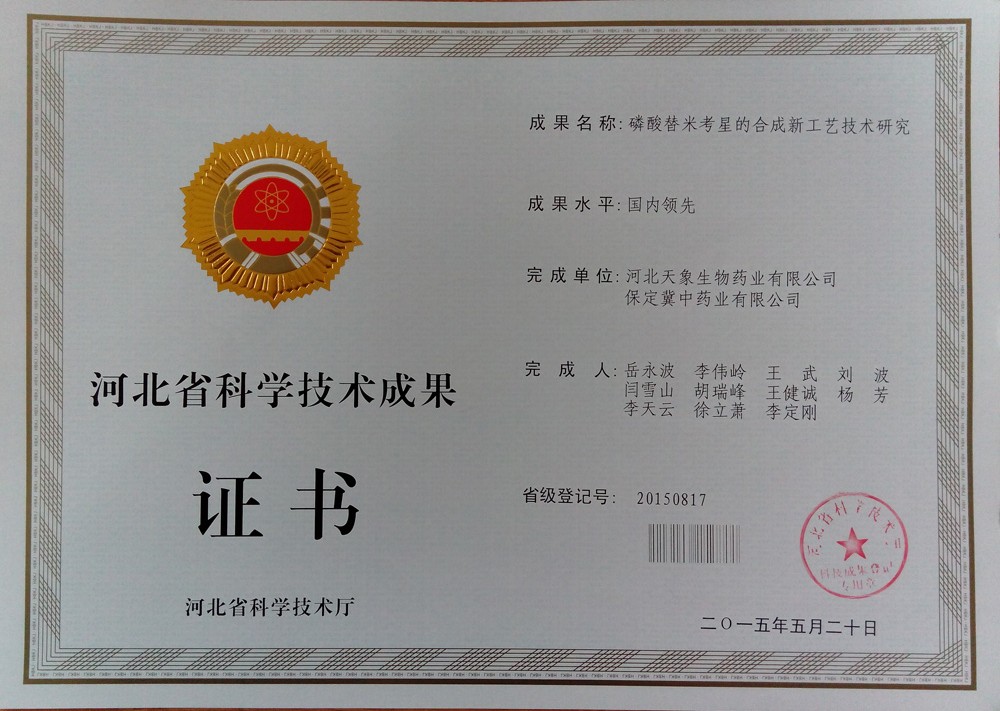 河北省科学技术成果
证书
河北省科学技术厅
成果名称: 磷酸替米考星的合成新工艺技术研究
成果水平: 国内领先
完成单位: 河北天象生物药业有限公司
保定冀中药业有限公司
完成人: 岳永波 李伟岭 王武 刘波
闫雪山 胡瑞峰 王健诚 杨芳
李天云 徐立萧 李定刚
省级登记号: 20150817
二〇一五年五月二十日